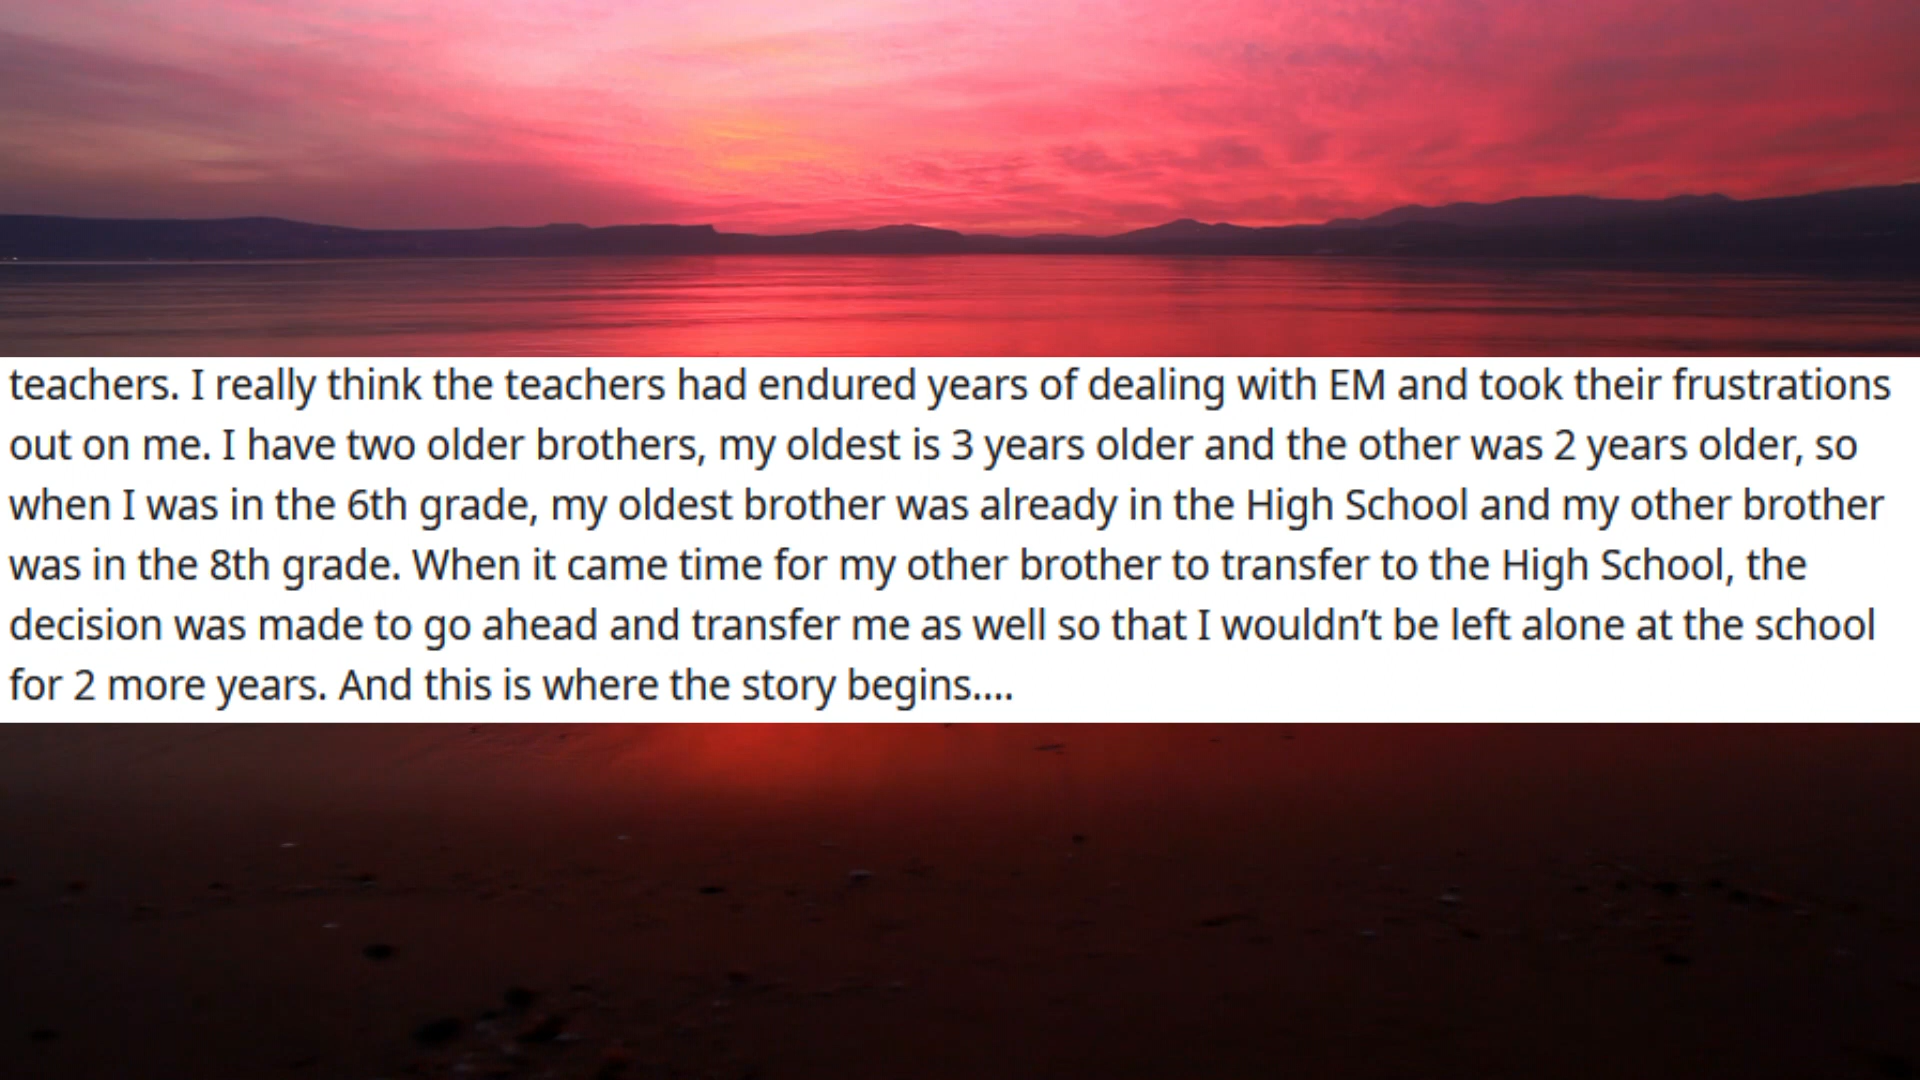 teachers. I really think the teachers had endured years of dealing with EM and took their frustrations
out on me. I have two older brothers, my oldest is 3 years older and the other was 2 years older, so
when I was in the 6th grade, my oldest brother was already in the High School and my other brother
was in the 8th grade. When it came time for my other brother to transfer to the High School, the
decision was made to go ahead and transfer me as well so that I wouldn’t be left alone at the school
for 2 more years. And this is where the story begins....